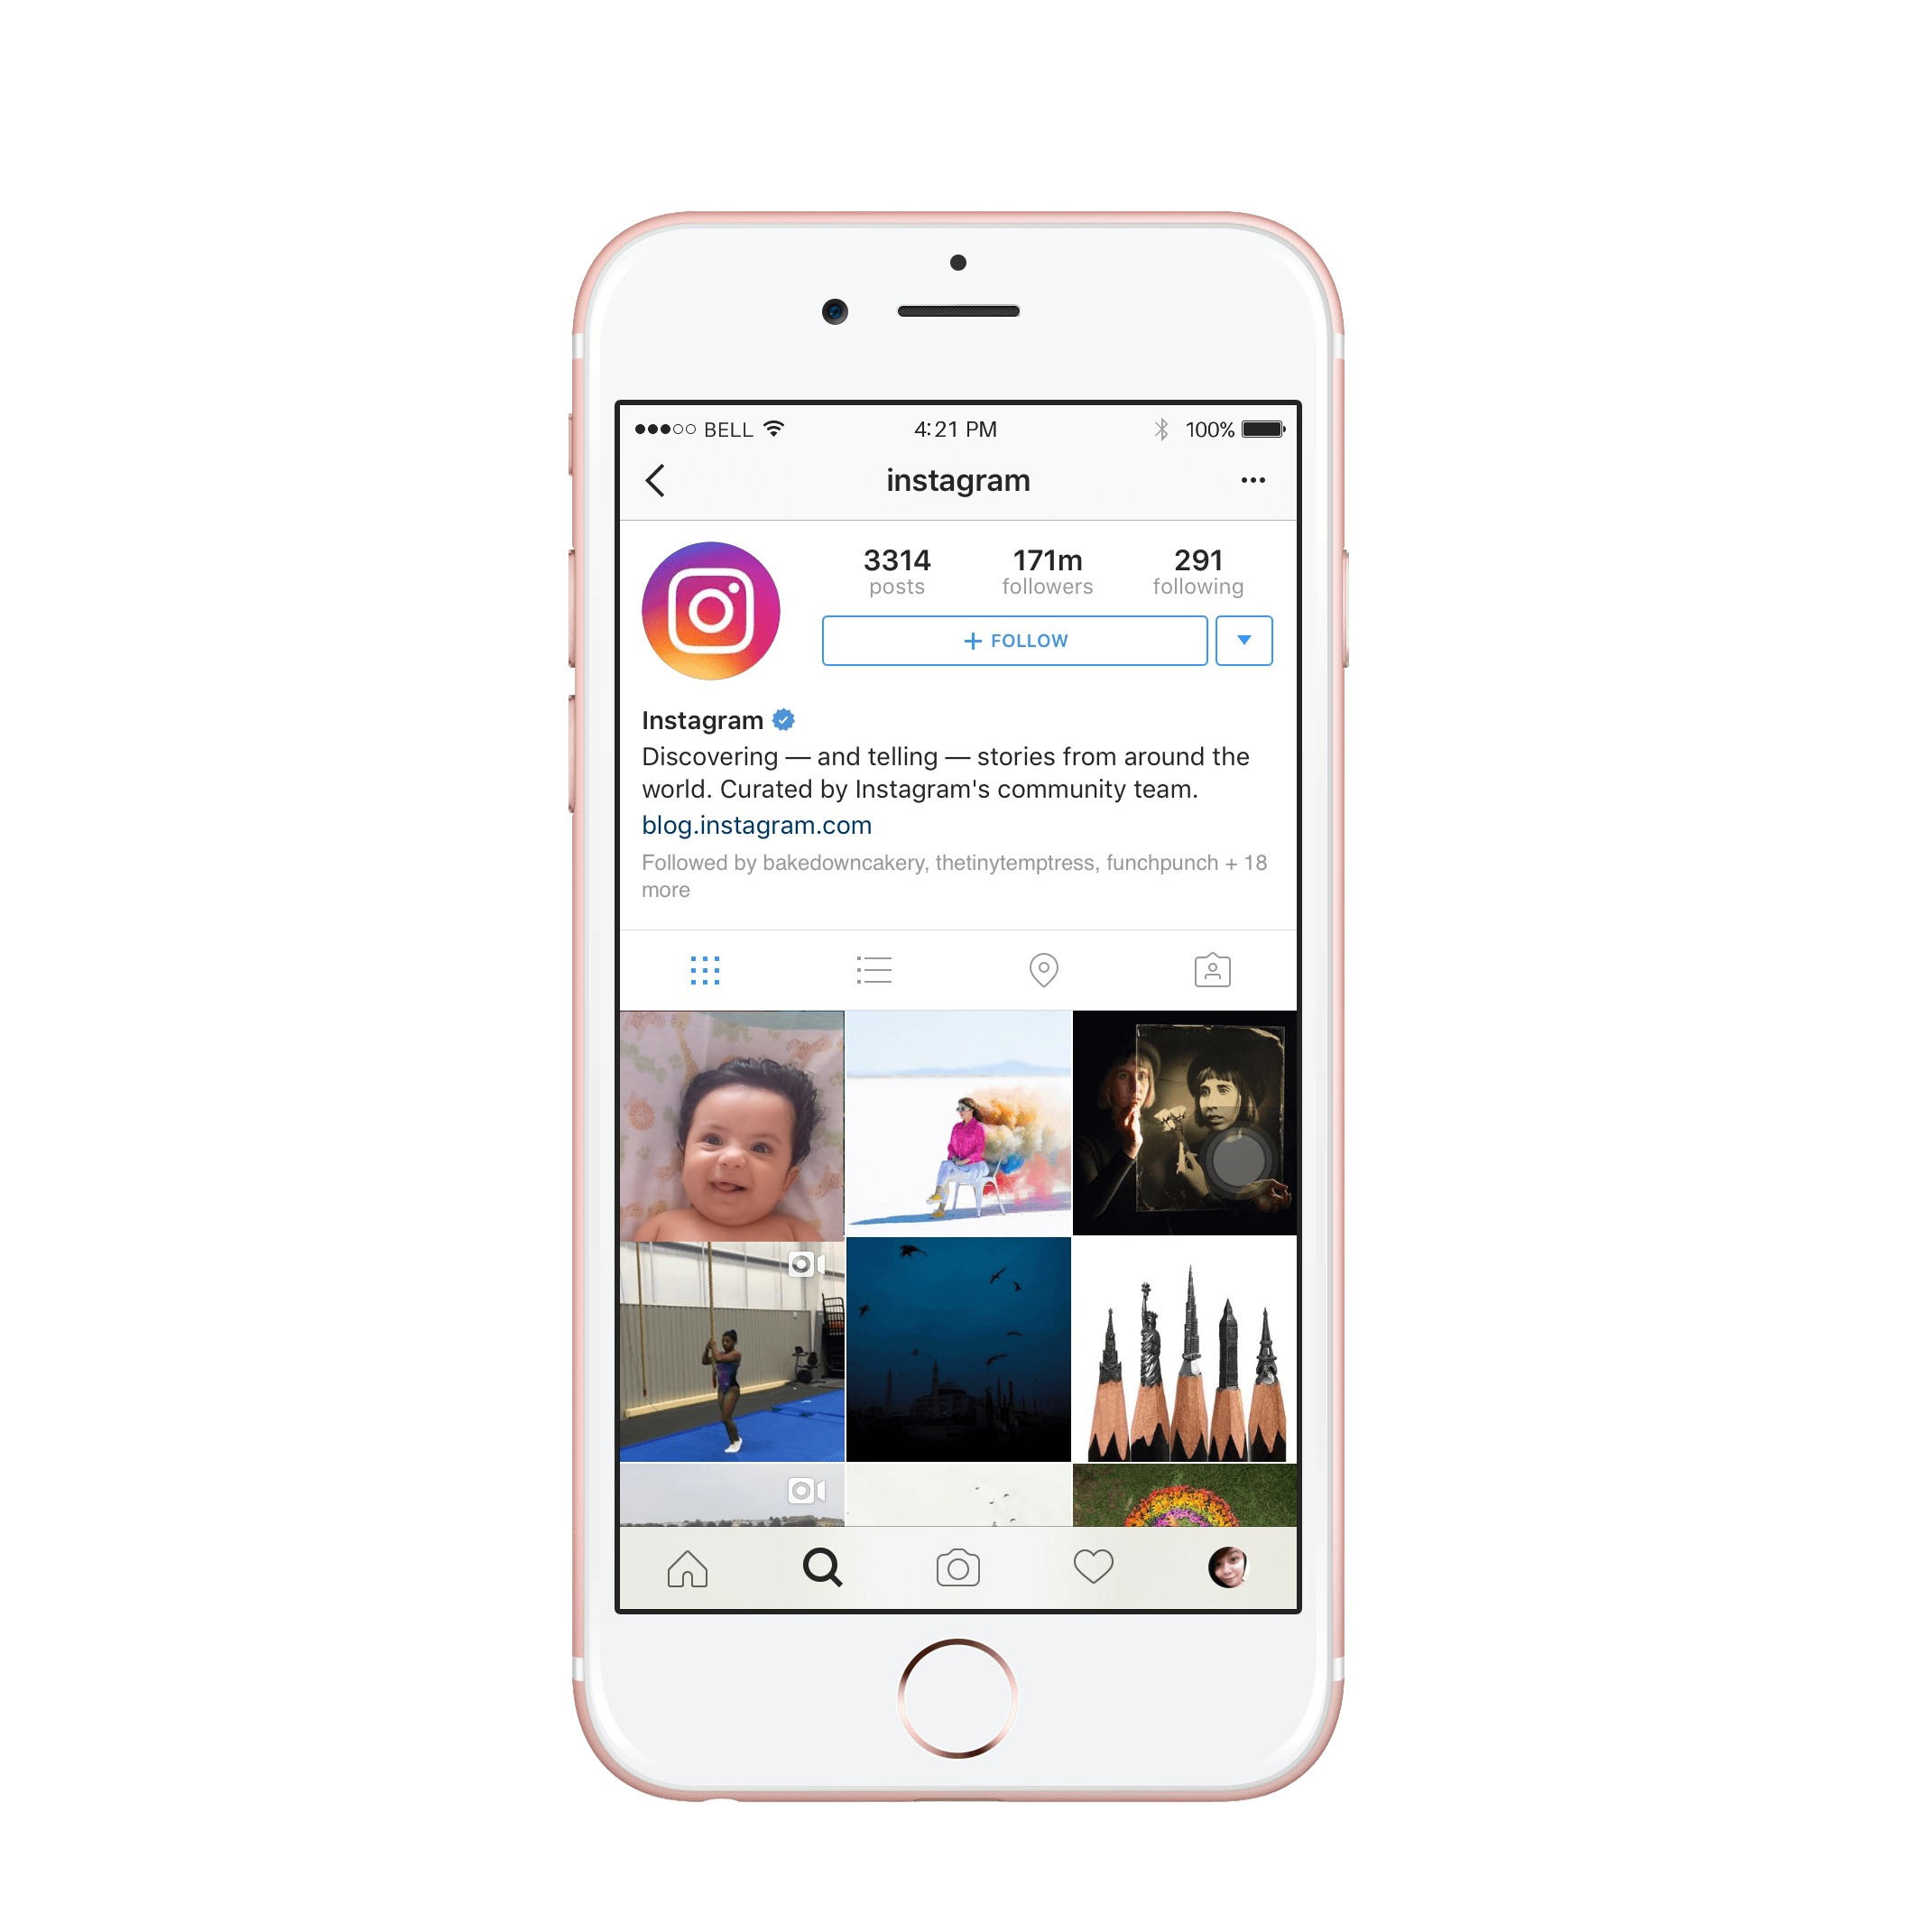 BELL 4:21 PM 100%
instagram
3314 171m 291
posts followers following
+ FOLLOW
Instagram
Discovering — and telling — stories from around the
world. Curated by Instagram's community team.
blog.instagram.com
Followed by bakedowncakery, thetinytemptress, funchpunch + 18
more